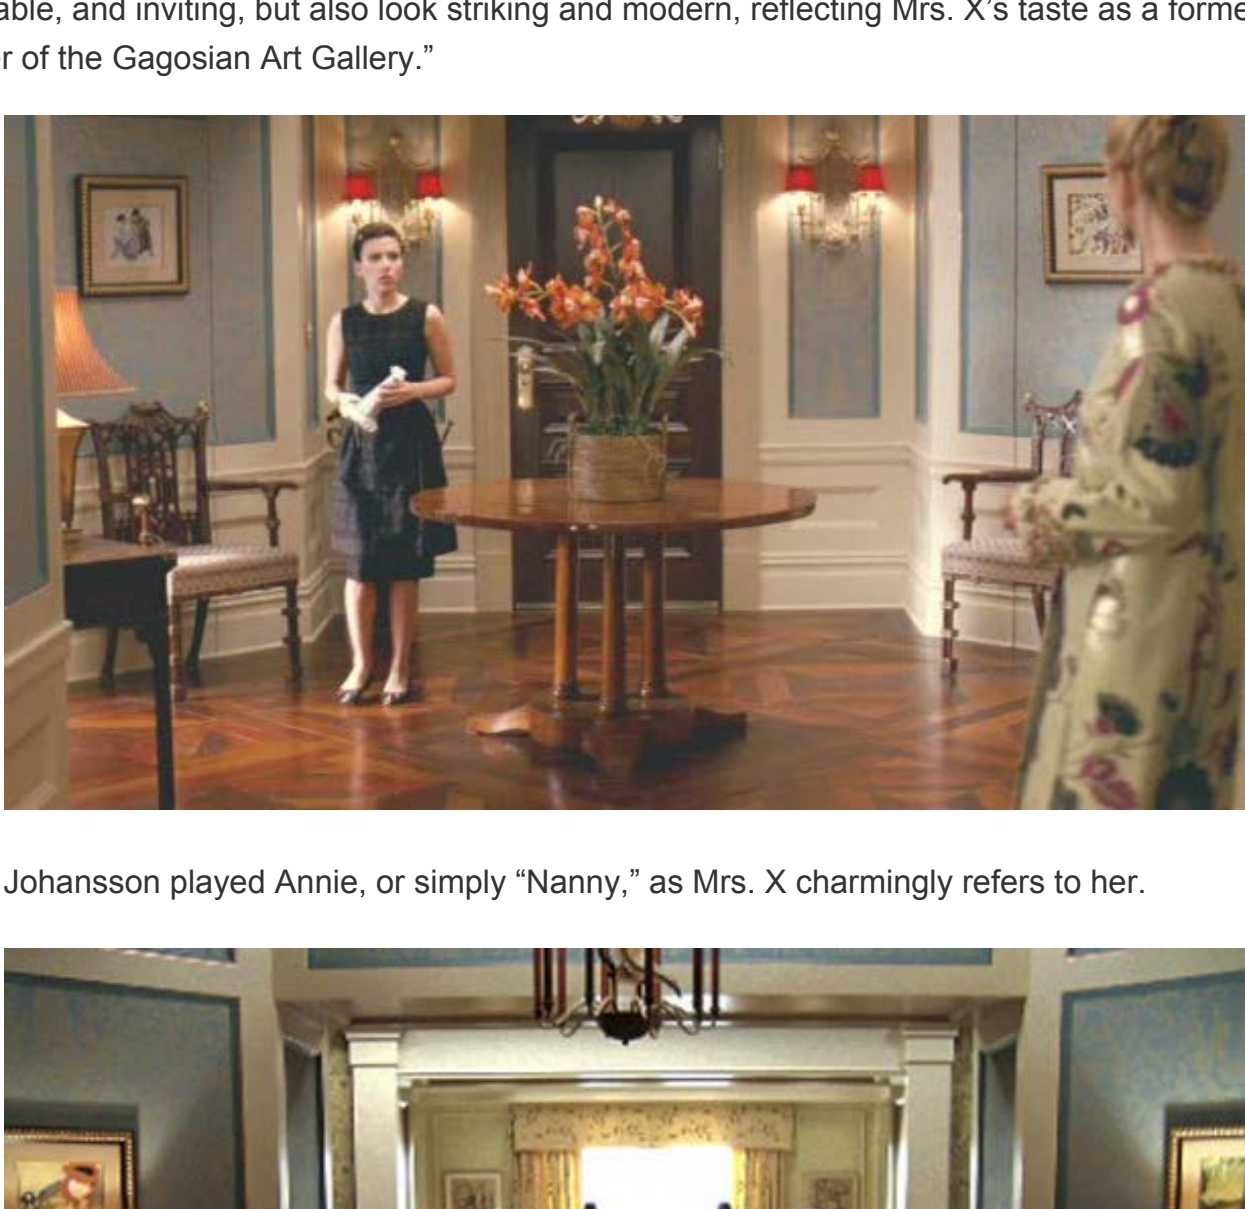 able, and inviting, but also look striking and modern, reflecting Mrs. X’s taste as a forme
r of the Gagosian Art Gallery.”
Johansson played Annie, or simply “Nanny,” as Mrs. X charmingly refers to her.